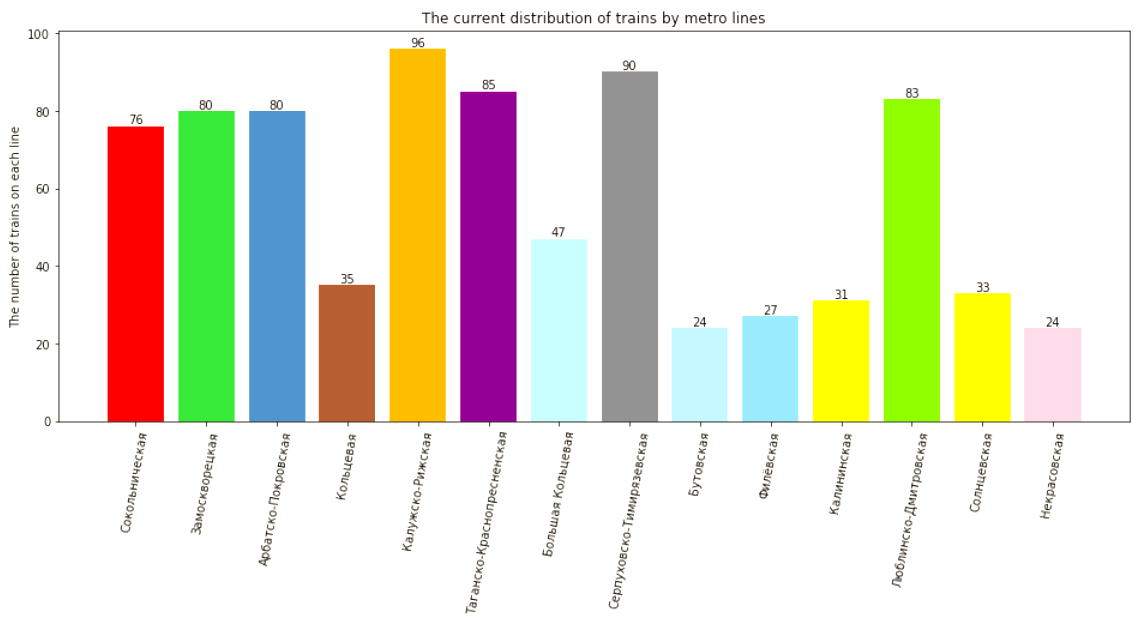 The current distribution of trains by metro lines
The number of trains on each line
100
80
60
40
20
0
76
80
80
35
96
85
47
90
24
27
31
83
33
24
Сокольническая
Замоскворецкая
Арбатско-Покровская
Кольцевая
Калужско-Рижская
Таганско-Краснопресненская
Большая Кольцевая
Серпуховско-Тимирязевская
Бутовская
Филёвская
Калининская
Люблинско-Дмитровская
Солнцевская
Некрасовская